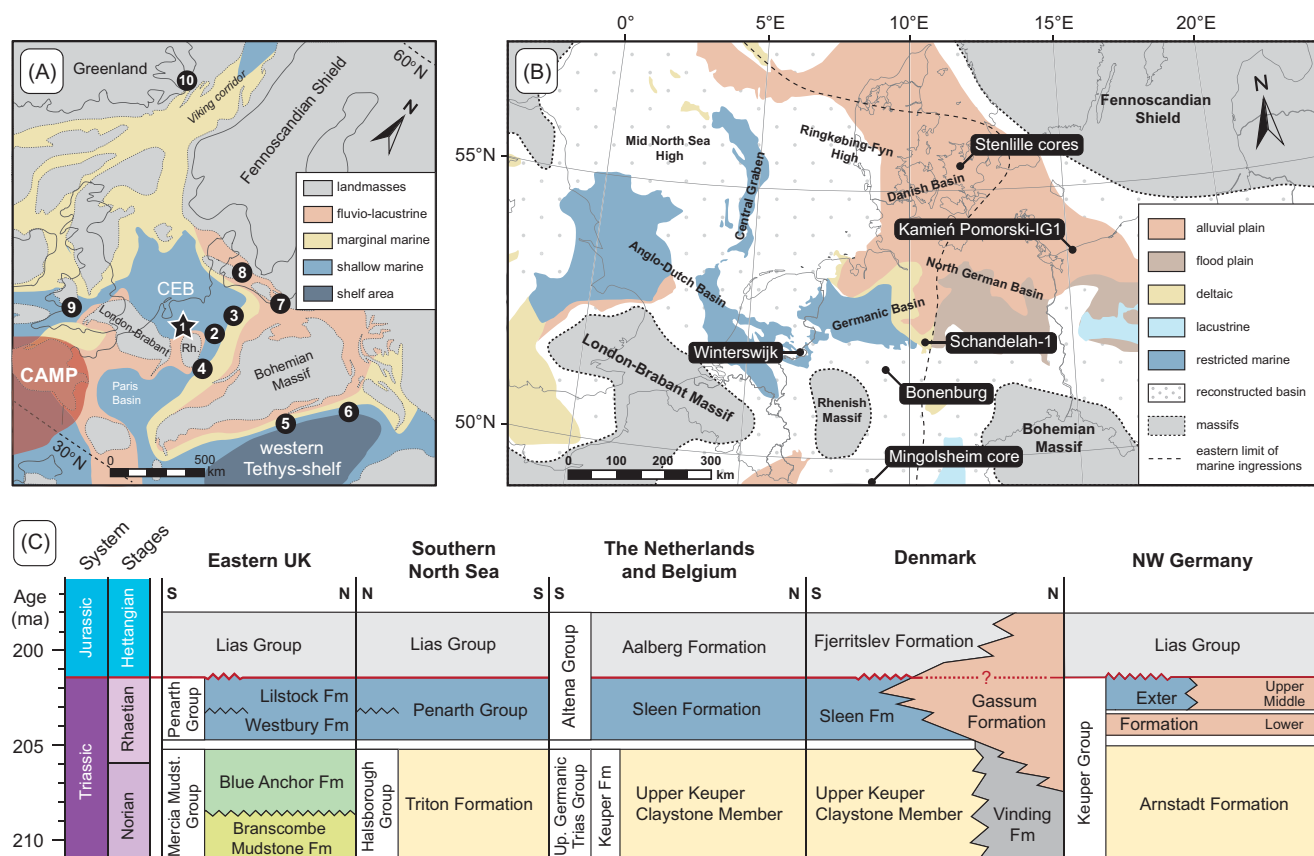 (A)
Greenland
10
Viking corridor
60°N
N
Fennoscandian Shield
landmasses
fluvio-lacustrine
marginal marine
shallow marine
shelf area
CEB
8
9
7
3
1
2
London-Brabant
Rh.
4
CAMP
Paris
Basin
Bohemian
Massif
5
6
western
Tethys-shelf
30°N
0
500
km
0°
5°E
10°E
15°E
20°E
(B)
55°N
50°N
Mid North Sea
High
Central Graben
Ringkøbing-Fyn
High
Fennoscandian
Shield
N
Stenlille cores
Danish Basin
Kamień Pomorski-IG1
Anglo-Dutch Basin
North German Basin
Germanic Basin
Winterswijk
Schandelah-1
London-Brabant Massif
Rhenish
Massif
Bonenburg
Bohemian
Massif
Mingolsheim core
0 100 200 300
km
alluvial plain
flood plain
deltaic
lacustrine
restricted marine
reconstructed basin
massifs
eastern limit
of marine ingressions
(C)
System
Stages
Eastern UK
Southern
North Sea
The Netherlands
and Belgium
Denmark
NW Germany
Age
(ma)
S N
N S
S N
S N
200
205
210
Jurassic
Triassic
Hettangian
Rhaetian
Norian
Lias Group
Penarth
Group
Lilstock Fm
Westbury Fm
Mercia Mudst.
Group
Blue Anchor Fm
Branscombe
Mudstone Fm
Lias Group
Penarth Group
Halsborough
Group
Triton Formation
Altena Group
Aalberg Formation
Sleen Formation
Up. Germanic
Trias Group
Keuper Fm
Upper Keuper
Claystone Member
Fjerritslev Formation
?
Sleen Fm
Gassum
Formation
Upper Keuper
Claystone Member
Vinding
Fm
Lias Group
Keuper Group
Exter
Upper
Middle
Formation
Lower
Arnstadt Formation